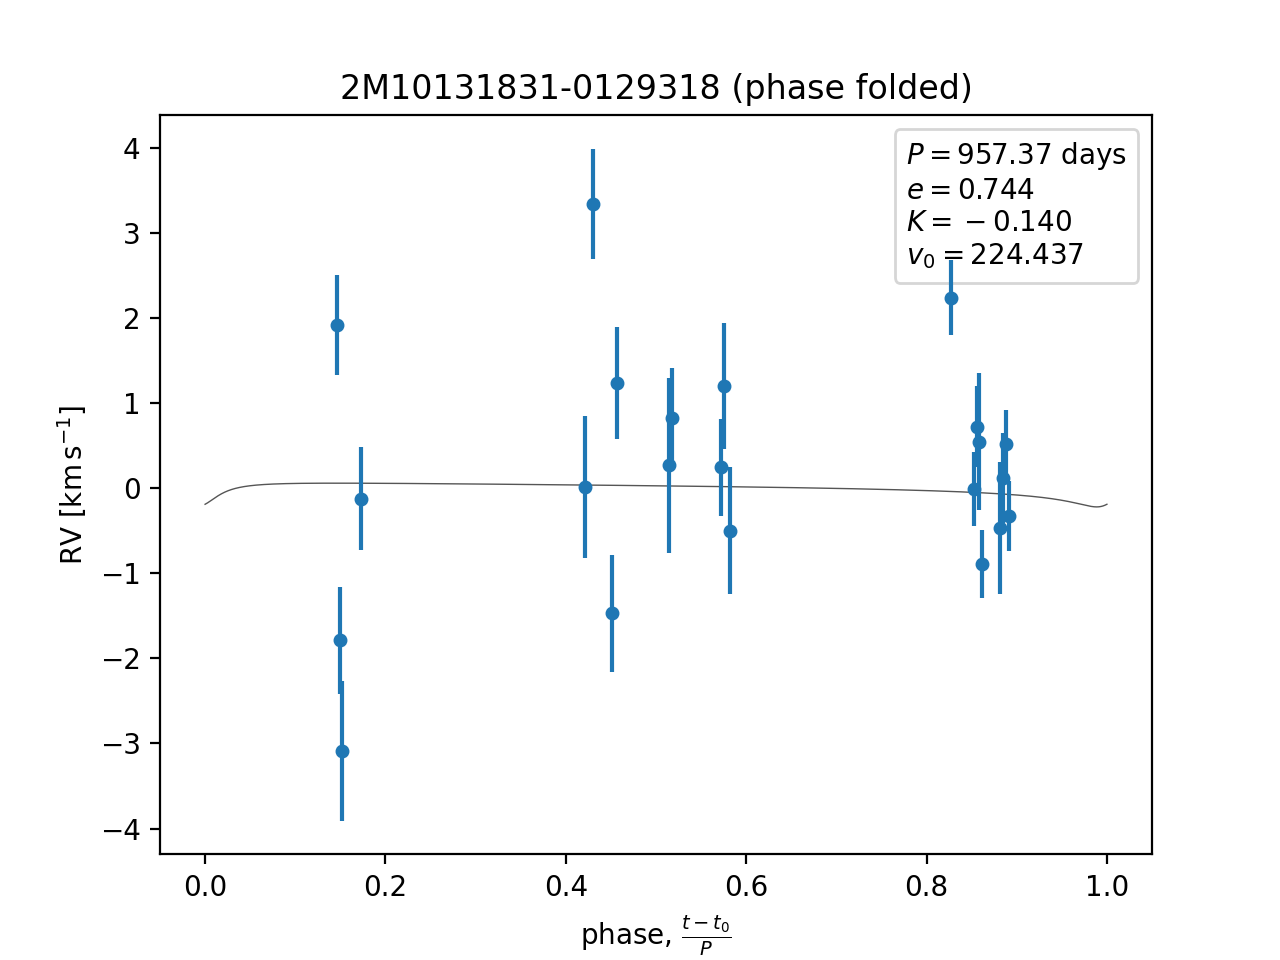 2M10131831-0129318 (phase folded)
P = 957.37 days
e = 0.744
K = −0.140
v₀ = 224.437
4
3
2
1
0
−1
−2
−3
−4
RV [km s⁻¹]
0.0 0.2 0.4 0.6 0.8 1.0
phase, (t − t₀)/P